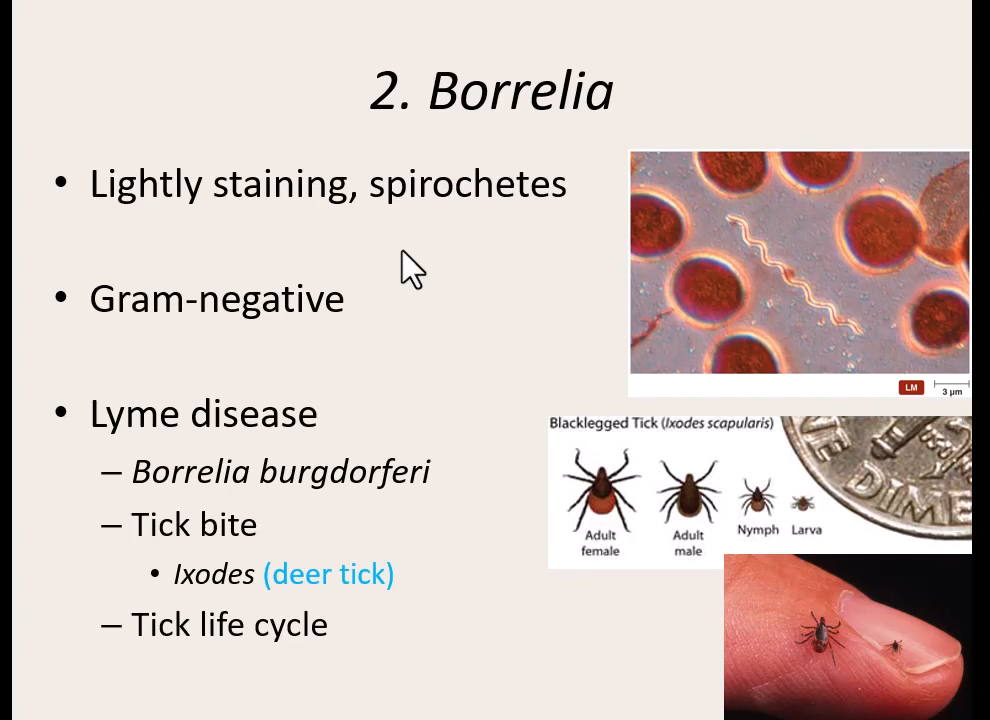 2. Borrelia
• Lightly staining, spirochetes
• Gram-negative
• Lyme disease
– Borrelia burgdorferi
– Tick bite
• Ixodes (deer tick)
– Tick life cycle
LM
3 µm
Blacklegged Tick (Ixodes scapularis)
Adult female
Adult male
Nymph
Larva
DIME